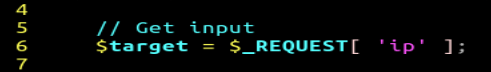 4
5 // Get input
6 $target = $_REQUEST[ 'ip' ];
7